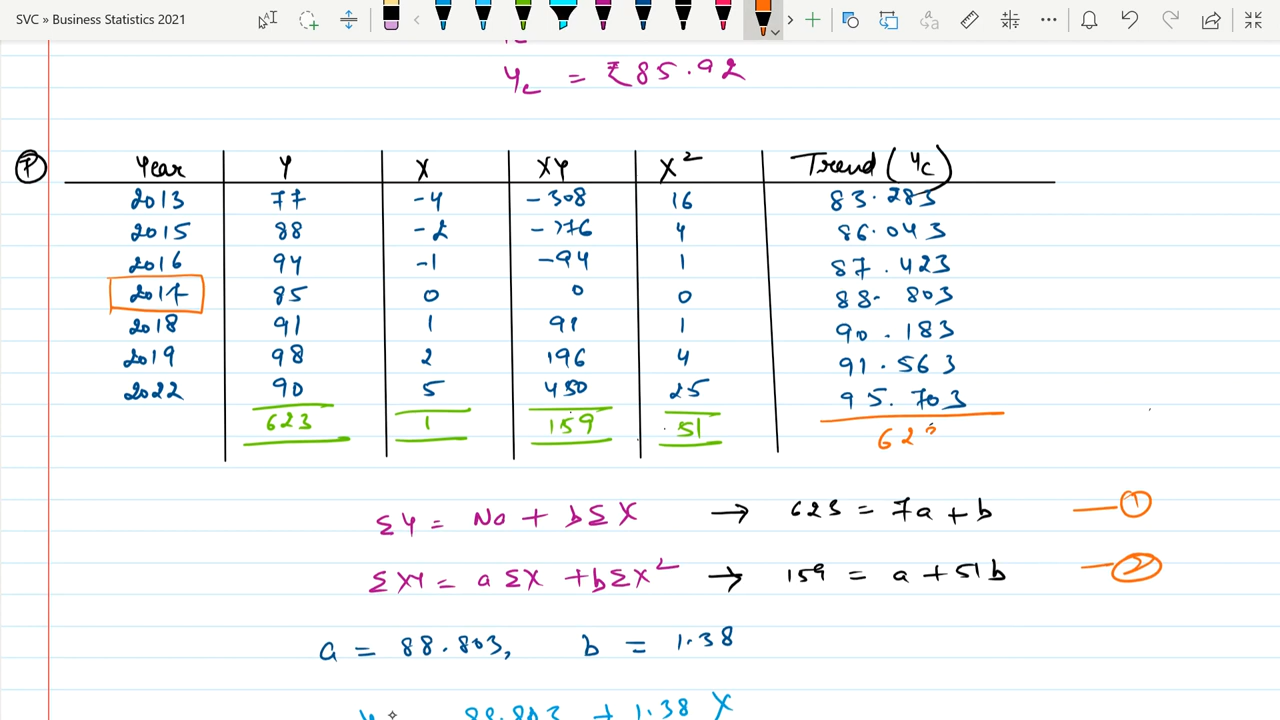 SVC » Business Statistics 2021
Yc = ₹85.92
7
Year Y X XY X² Trend (Yc)
2013 77 -4 -308 16 83.283
2015 88 -2 -176 4 86.043
2016 94 -1 -94 1 87.423
2017 85 0 0 0 88.803
2018 91 1 91 1 90.183
2019 98 2 196 4 91.563
2022 90 5 450 25 95.703
623 1 159 51 62
ΣY = Na + bΣX → 623 = 7a + b —①
ΣXY = aΣX + bΣX² → 159 = a + 51b —②
a = 88.803, b = 1.38
88.803 + 1.38 X